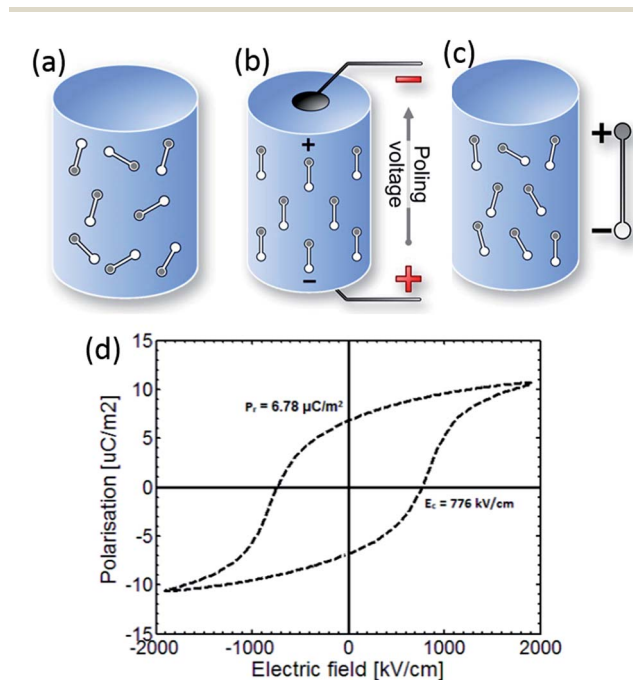 (a)
(b)
(c)
+
−
Poling voltage
−
+
+
−
(d)
Polarisation [uC/m2]
15
10
5
0
-5
-10
-15
Pᵣ = 6.78 µC/m²
E꜀ = 776 kV/cm
-2000 -1000 0 1000 2000
Electric field [kV/cm]